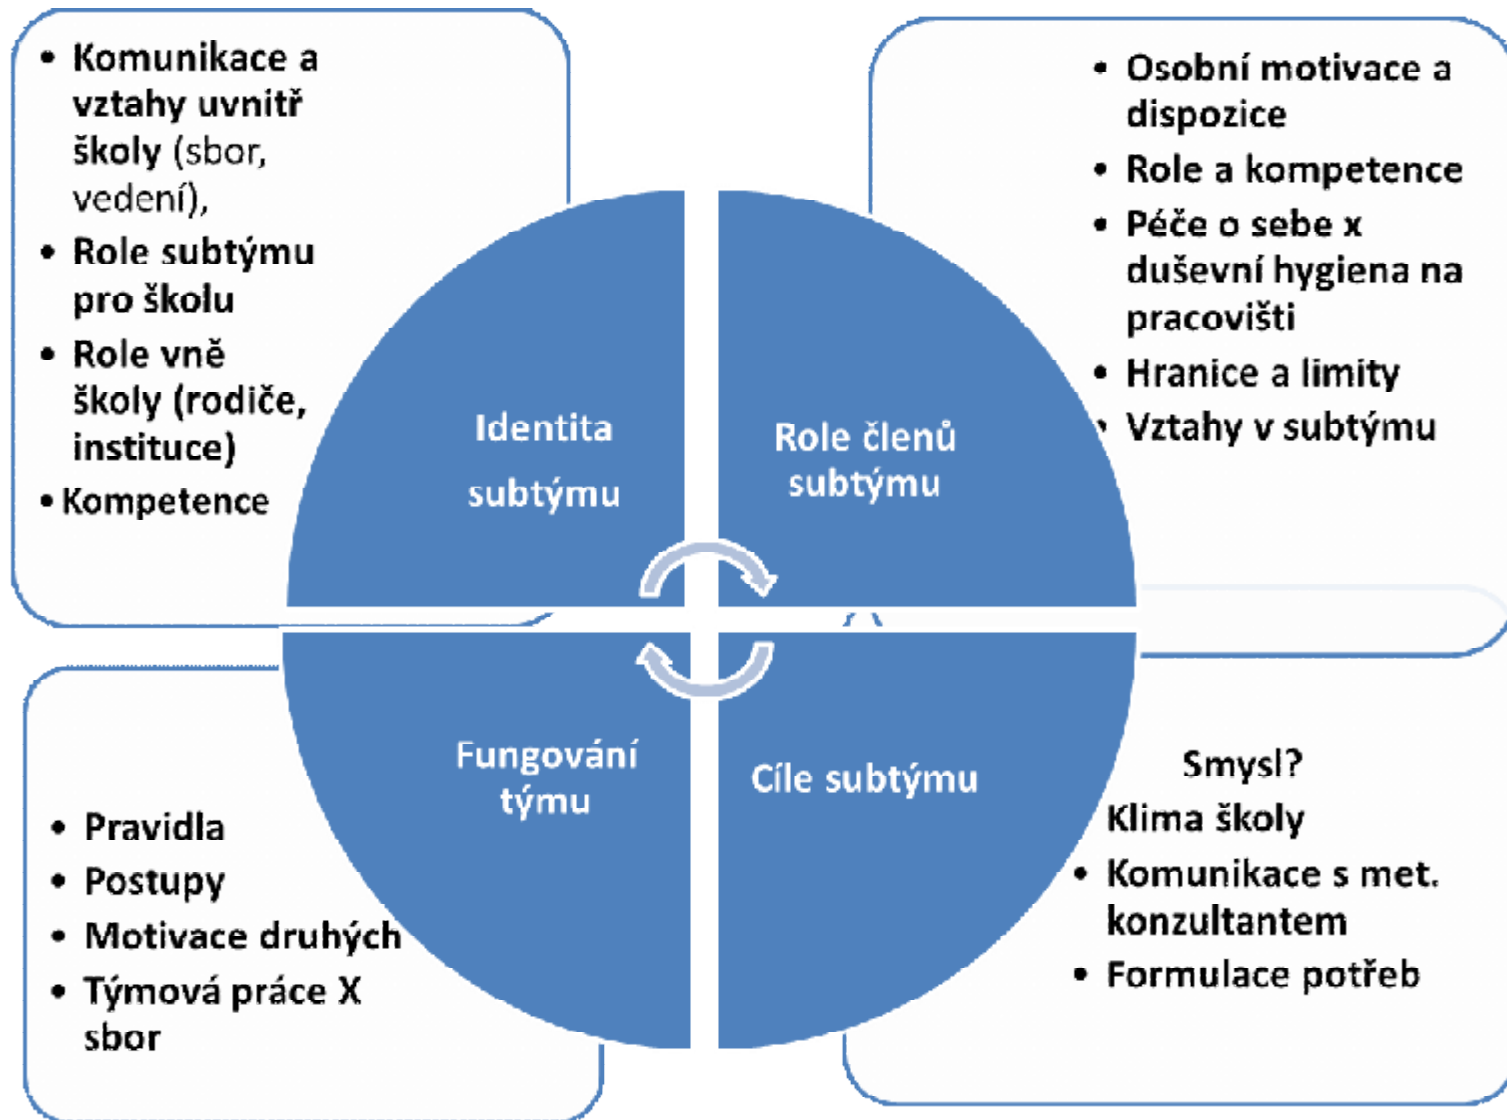 • Komunikace a
vztahy uvnitř
školy (sbor,
vedení),
• Role subtýmu
pro školu
• Role vně
školy (rodiče,
instituce)
• Kompetence
• Osobní motivace a
dispozice
• Role a kompetence
• Péče o sebe x
duševní hygiena na
pracovišti
• Hranice a limity
• Vztahy v subtýmu
Identita
subtýmu
Role členů
subtýmu
Fungování
týmu
Cíle subtýmu
• Pravidla
• Postupy
• Motivace druhých
• Týmová práce X
sbor
Smysl?
Klima školy
• Komunikace s met.
konzultantem
• Formulace potřeb